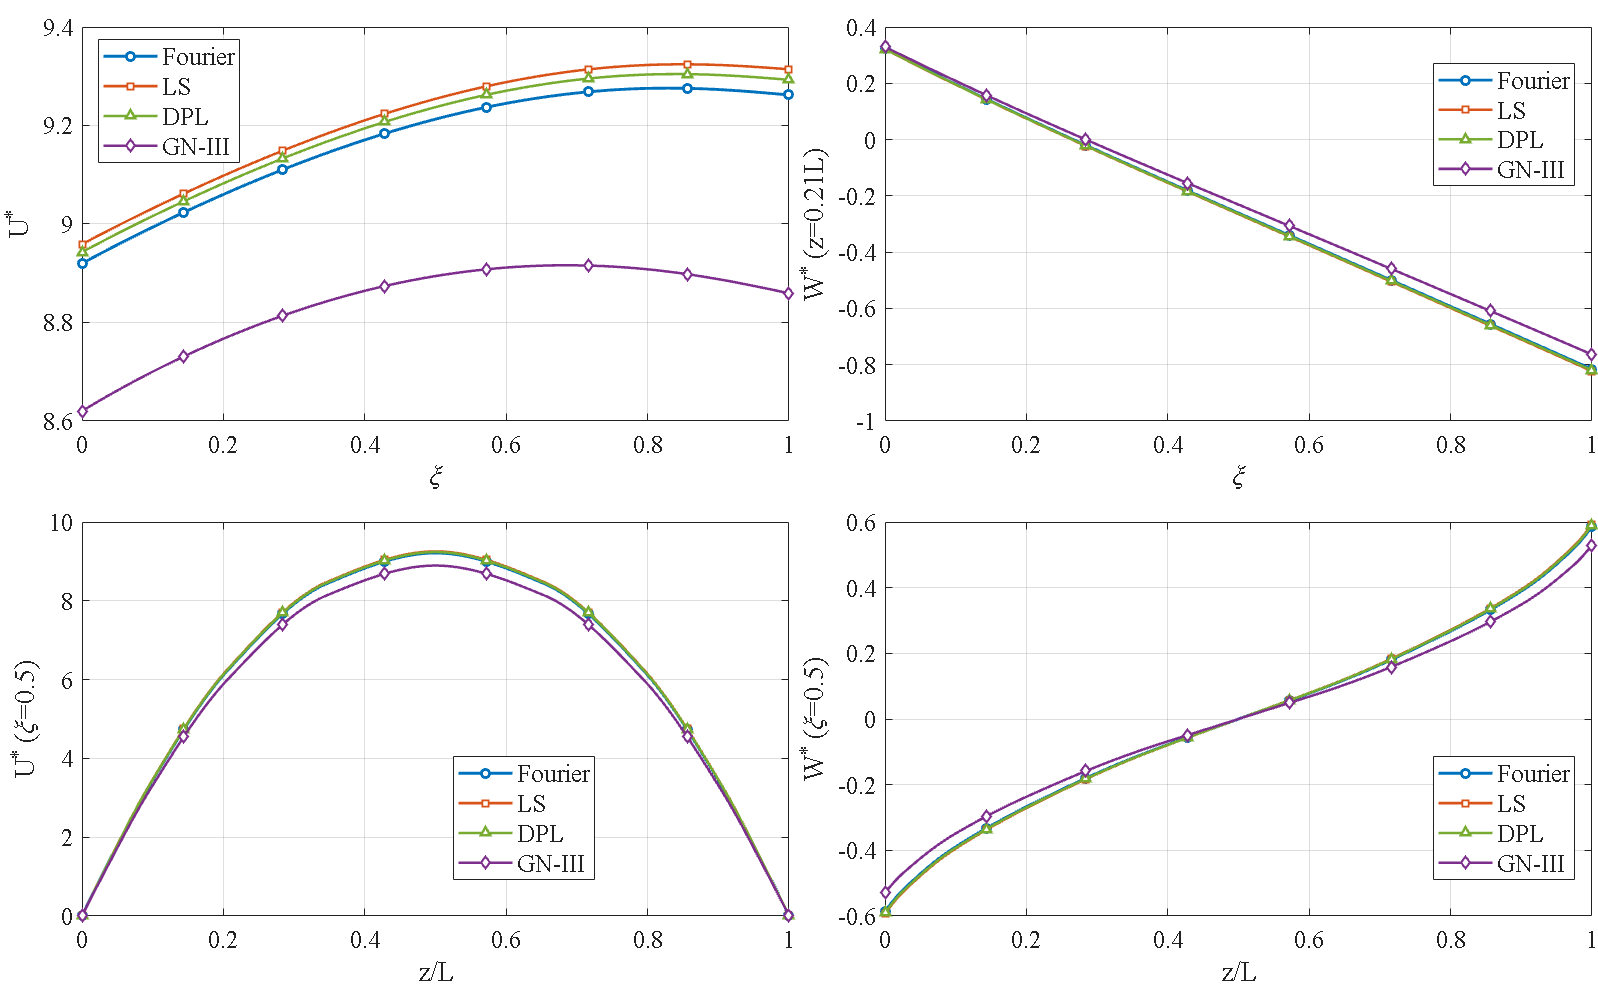 9.4
9.2
9
8.8
8.6
U*
Fourier
LS
DPL
GN-III
0
0.2
0.4
0.6
0.8
1
ξ
0.4
0.2
0
-0.2
-0.4
-0.6
-0.8
-1
W* (z=0.21L)
Fourier
LS
DPL
GN-III
0
0.2
0.4
0.6
0.8
1
ξ
10
8
6
4
2
0
U* (ξ=0.5)
Fourier
LS
DPL
GN-III
0
0.2
0.4
0.6
0.8
1
z/L
0.6
0.4
0.2
0
-0.2
-0.4
-0.6
W* (ξ=0.5)
Fourier
LS
DPL
GN-III
0
0.2
0.4
0.6
0.8
1
z/L